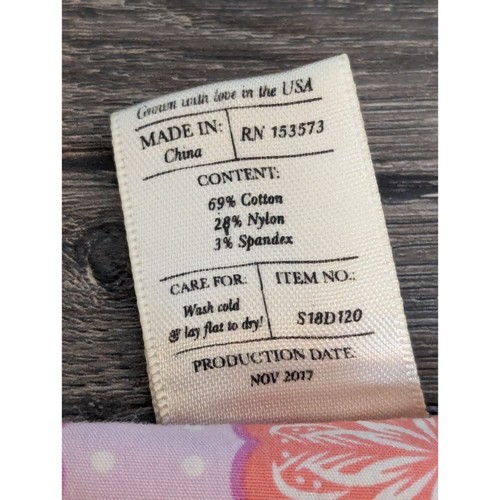 Grown with love in the USA
MADE IN: RN 153573
China
CONTENT:
69% Cotton
28% Nylon
3% Spandex
CARE FOR: ITEM NO.:
Wash cold
& lay flat to dry! S18D120
PRODUCTION DATE:
NOV 2017